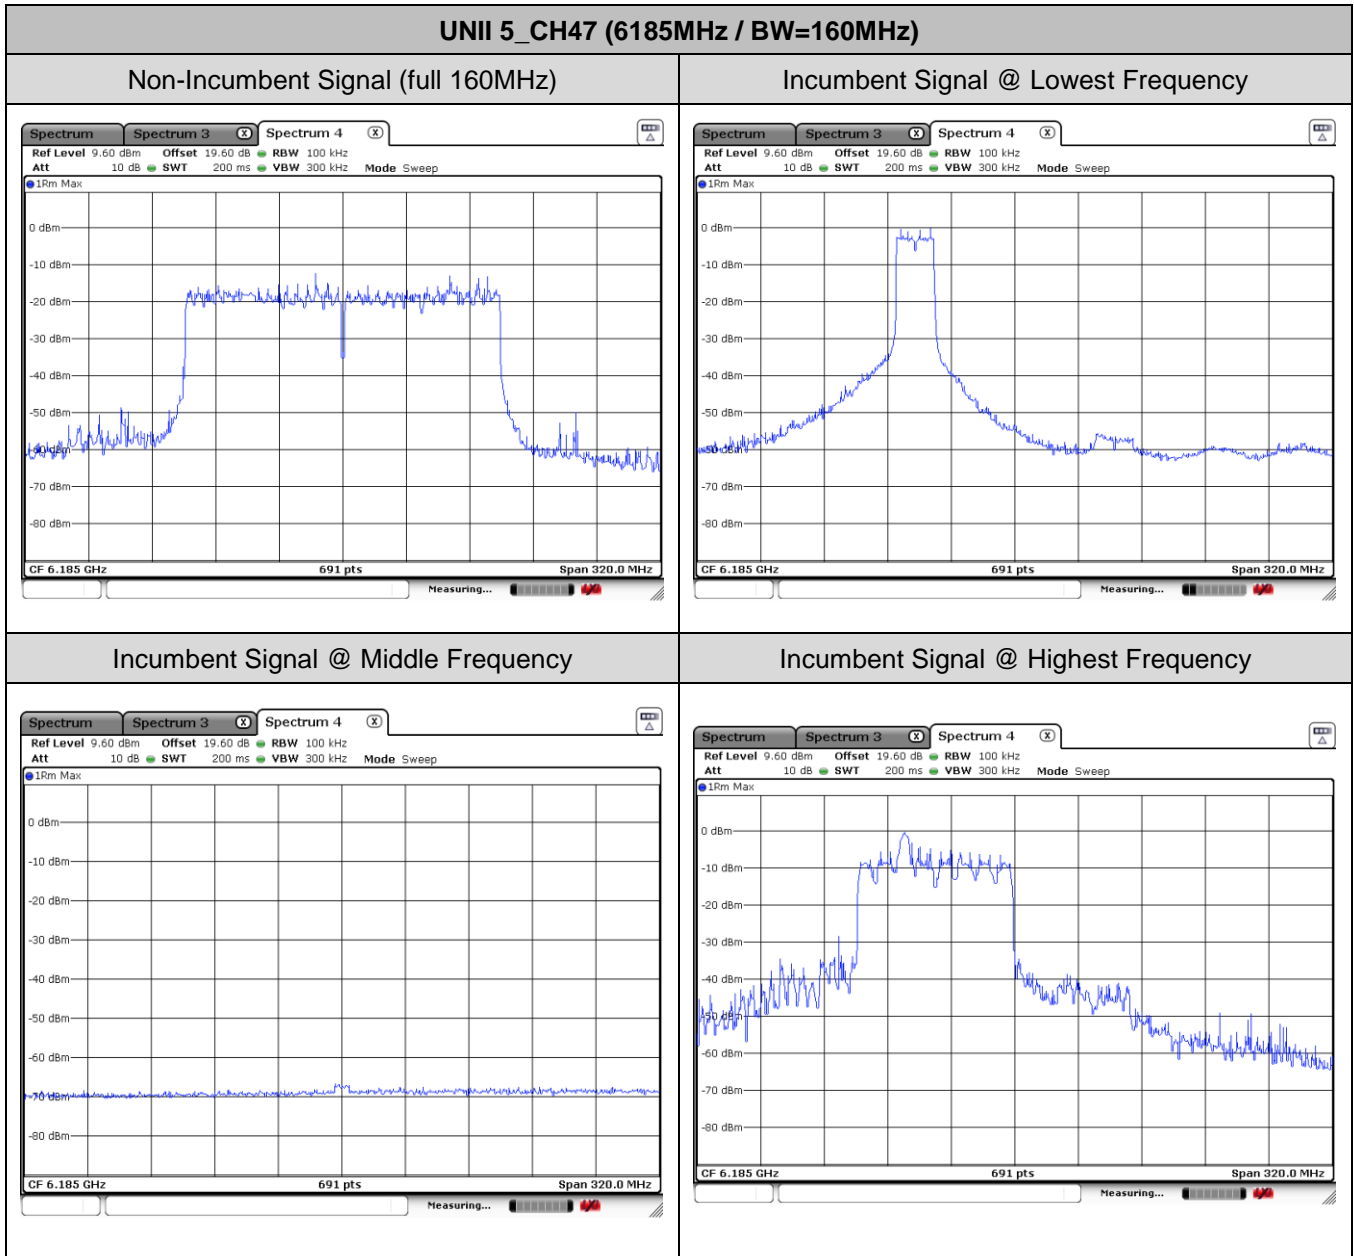 UNII 5_CH47 (6185MHz / BW=160MHz)
Non-Incumbent Signal (full 160MHz)
Incumbent Signal @ Lowest Frequency
Spectrum Spectrum 3 X Spectrum 4 X
Ref Level 9.60 dBm Offset 19.60 dB RBW 100 kHz
Att 10 dB SWT 200 ms VBW 300 kHz Mode Sweep
1Rm Max
0 dBm
-10 dBm
-20 dBm
-30 dBm
-40 dBm
-50 dBm
-60 dBm
-70 dBm
-80 dBm
CF 6.185 GHz 691 pts Span 320.0 MHz
Measuring...
Spectrum Spectrum 3 X Spectrum 4 X
Ref Level 9.60 dBm Offset 19.60 dB RBW 100 kHz
Att 10 dB SWT 200 ms VBW 300 kHz Mode Sweep
1Rm Max
0 dBm
-10 dBm
-20 dBm
-30 dBm
-40 dBm
-50 dBm
-60 dBm
-70 dBm
-80 dBm
CF 6.185 GHz 691 pts Span 320.0 MHz
Measuring...
Incumbent Signal @ Middle Frequency
Incumbent Signal @ Highest Frequency
Spectrum Spectrum 3 X Spectrum 4 X
Ref Level 9.60 dBm Offset 19.60 dB RBW 100 kHz
Att 10 dB SWT 200 ms VBW 300 kHz Mode Sweep
1Rm Max
0 dBm
-10 dBm
-20 dBm
-30 dBm
-40 dBm
-50 dBm
-60 dBm
-70 dBm
-80 dBm
CF 6.185 GHz 691 pts Span 320.0 MHz
Measuring...
Spectrum Spectrum 3 X Spectrum 4 X
Ref Level 9.60 dBm Offset 19.60 dB RBW 100 kHz
Att 10 dB SWT 200 ms VBW 300 kHz Mode Sweep
1Rm Max
0 dBm
-10 dBm
-20 dBm
-30 dBm
-40 dBm
-50 dBm
-60 dBm
-70 dBm
-80 dBm
CF 6.185 GHz 691 pts Span 320.0 MHz
Measuring...